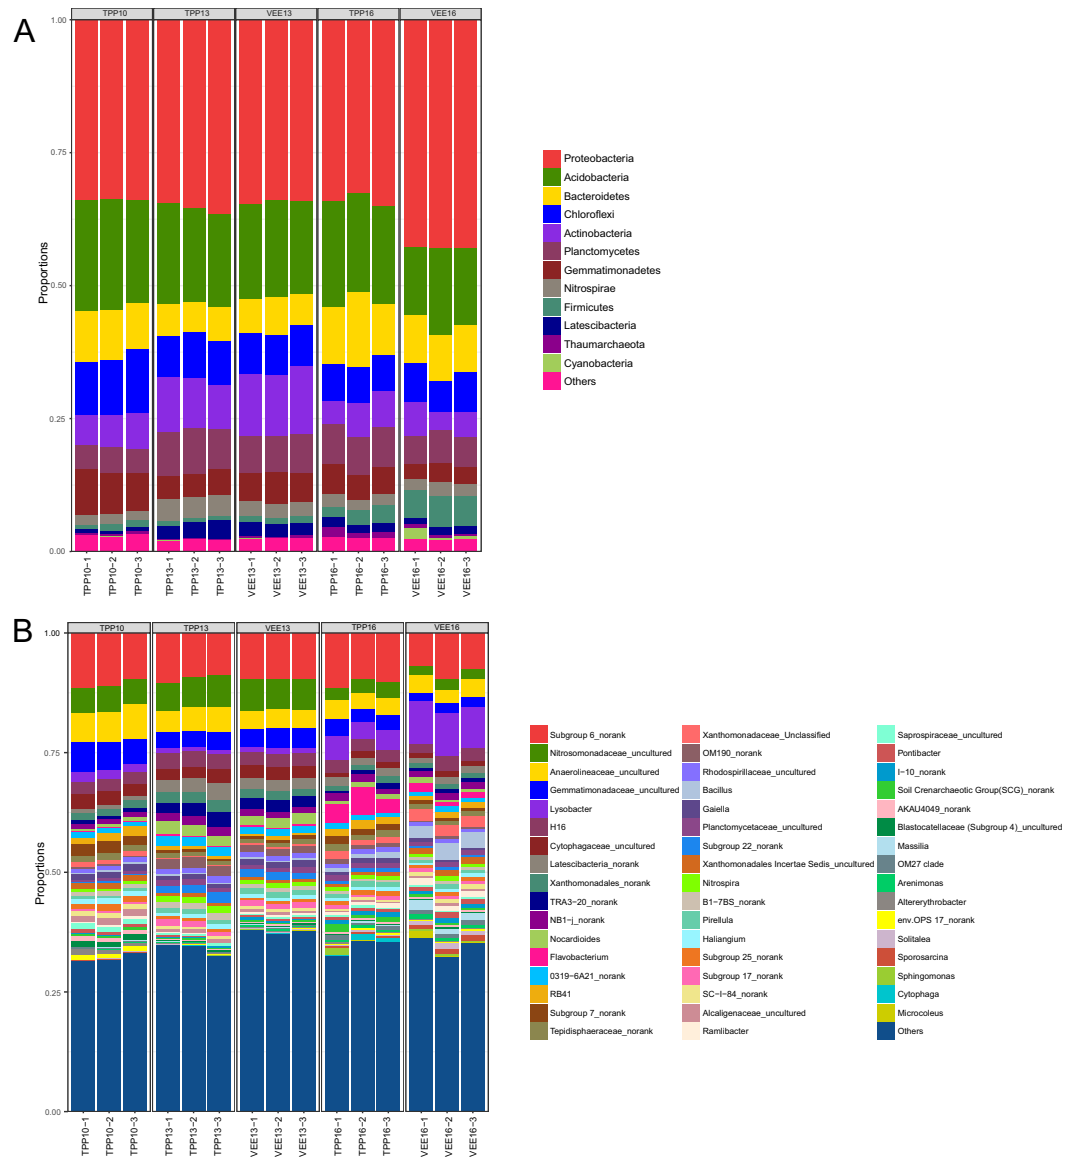 A
TPP10 TPP13 VEE13 TPP16 VEE16
1.00
0.75
0.50
0.25
0.00
Proportions
TPP10−1 TPP10−2 TPP10−3 TPP13−1 TPP13−2 TPP13−3 VEE13−1 VEE13−2 VEE13−3 TPP16−1 TPP16−2 TPP16−3 VEE16−1 VEE16−2 VEE16−3
Proteobacteria
Acidobacteria
Bacteroidetes
Chloroflexi
Actinobacteria
Planctomycetes
Gemmatimonadetes
Nitrospirae
Firmicutes
Latescibacteria
Thaumarchaeota
Cyanobacteria
Others
B
TPP10 TPP13 VEE13 TPP16 VEE16
1.00
0.75
0.50
0.25
0.00
Proportions
TPP10−1 TPP10−2 TPP10−3 TPP13−1 TPP13−2 TPP13−3 VEE13−1 VEE13−2 VEE13−3 TPP16−1 TPP16−2 TPP16−3 VEE16−1 VEE16−2 VEE16−3
Subgroup 6_norank
Nitrosomonadaceae_uncultured
Anaerolineaceae_uncultured
Gemmatimonadaceae_uncultured
Lysobacter
H16
Cytophagaceae_uncultured
Latescibacteria_norank
Xanthomonadales_norank
TRA3−20_norank
NB1−j_norank
Nocardioides
Flavobacterium
0319−6A21_norank
RB41
Subgroup 7_norank
Tepidisphaeraceae_norank
Xanthomonadaceae_Unclassified
OM190_norank
Rhodospirillaceae_uncultured
Bacillus
Gaiella
Planctomycetaceae_uncultured
Subgroup 22_norank
Xanthomonadales Incertae Sedis_uncultured
Nitrospira
B1−7BS_norank
Pirellula
Haliangium
Subgroup 25_norank
Subgroup 17_norank
SC−I−84_norank
Alcaligenaceae_uncultured
Ramlibacter
Saprospiraceae_uncultured
Pontibacter
I−10_norank
Soil Crenarchaeotic Group(SCG)_norank
AKAU4049_norank
Blastocatellaceae (Subgroup 4)_uncultured
Massilia
OM27 clade
Arenimonas
Altererythrobacter
env.OPS 17_norank
Solitalea
Sporosarcina
Sphingomonas
Cytophaga
Microcoleus
Others